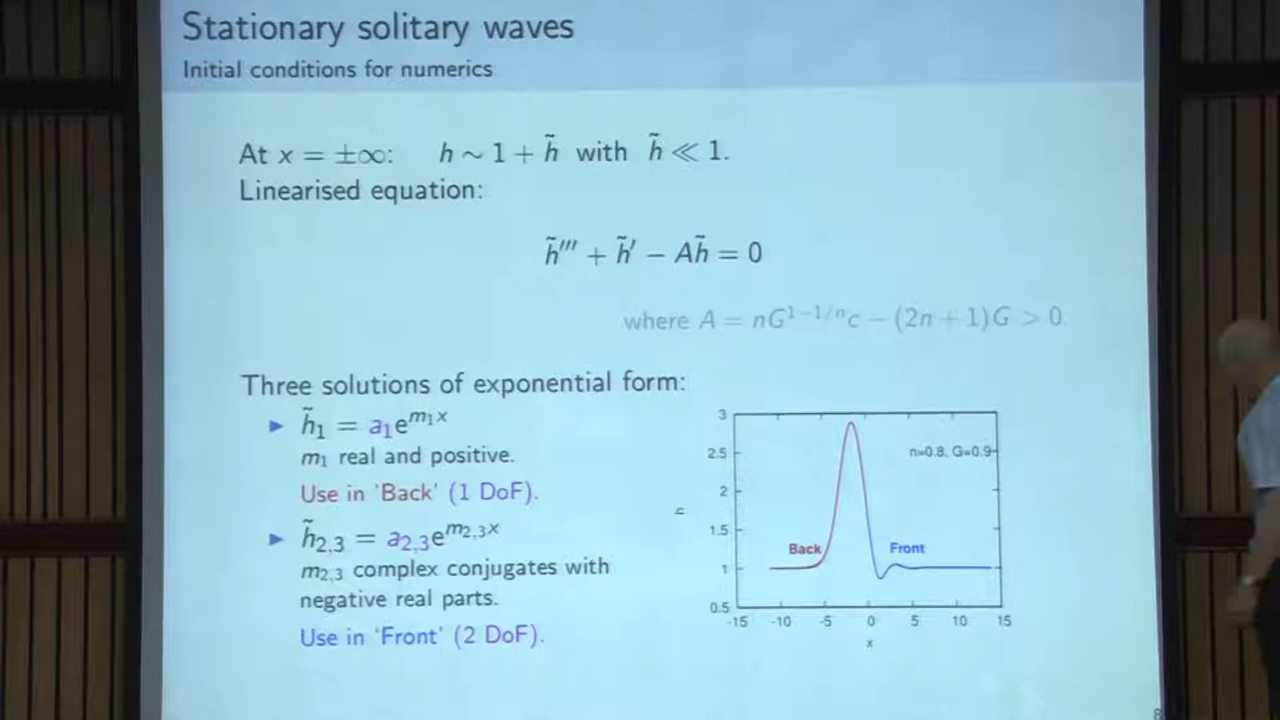 Stationary solitary waves
Initial conditions for numerics
At x = ±∞: h ∼ 1 + h̃ with h̃ ≪ 1.
Linearised equation:
h̃′′′ + h̃′ − Ah̃ = 0
where A = nG^{1−1/n}c − (2n + 1)G > 0.
Three solutions of exponential form:
► h̃₁ = a₁e^{m₁x}
m₁ real and positive.
Use in 'Back' (1 DoF).
► h̃₂,₃ = a₂,₃e^{m₂,₃x}
m₂,₃ complex conjugates with
negative real parts.
Use in 'Front' (2 DoF).
3
2.5
2
1.5
1
0.5
h
n=0.8, G=0.9
Back
Front
-15 -10 -5 0 5 10 15
x
8